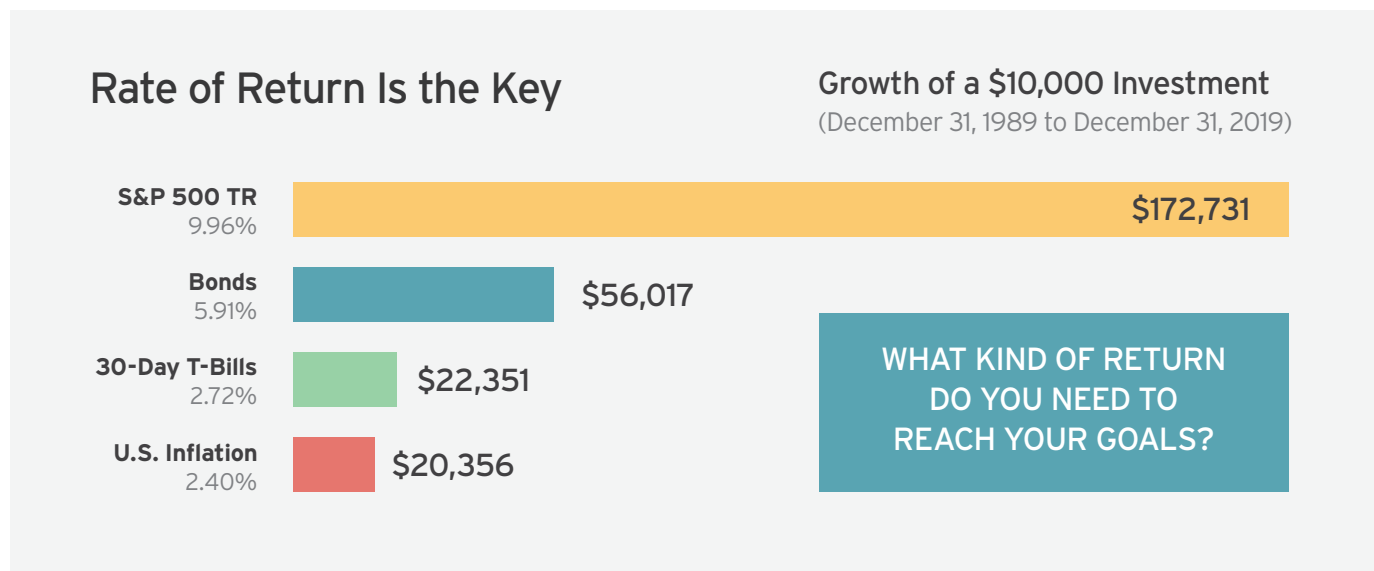 Rate of Return Is the Key
Growth of a $10,000 Investment
(December 31, 1989 to December 31, 2019)
S&P 500 TR
9.96%
$172,731
Bonds
5.91%
$56,017
30-Day T-Bills
2.72%
$22,351
U.S. Inflation
2.40%
$20,356
WHAT KIND OF RETURN
DO YOU NEED TO
REACH YOUR GOALS?